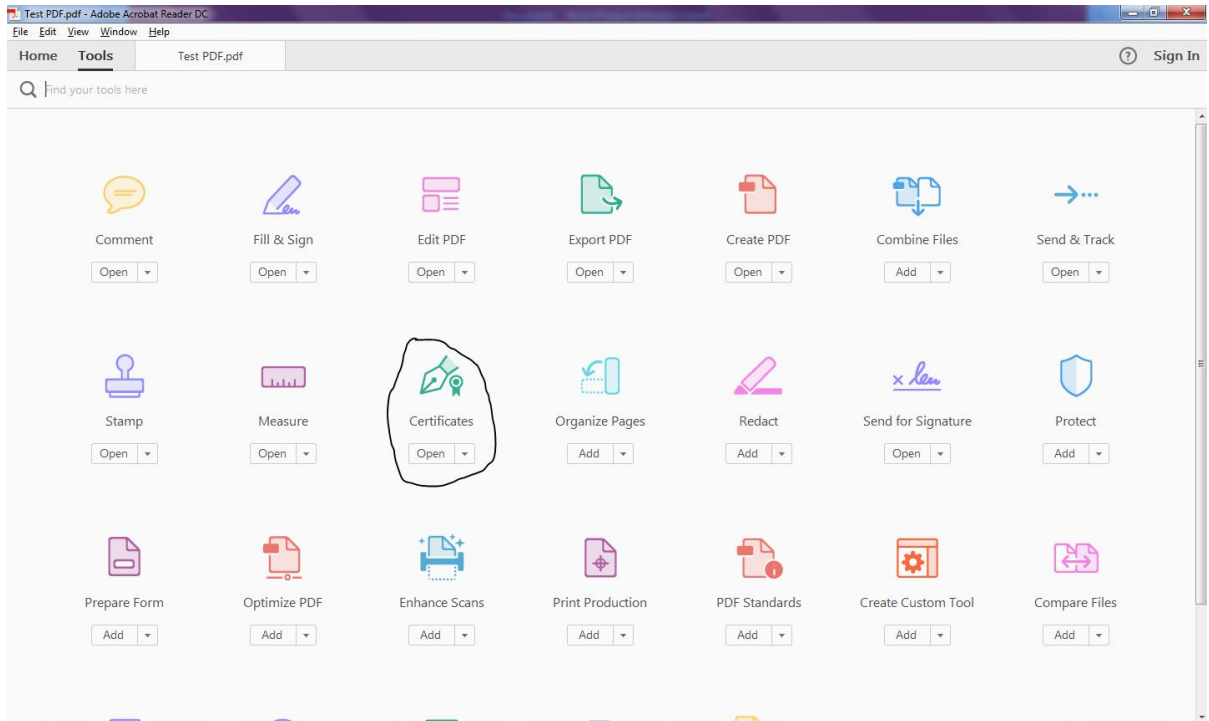 Test PDF.pdf - Adobe Acrobat Reader DC
File Edit View Window Help
Home Tools Test PDF.pdf Sign In
Find your tools here
Comment Fill & Sign Edit PDF Export PDF Create PDF Combine Files Send & Track
Open Open Open Open Open Add Open
Stamp Measure Certificates Organize Pages Redact Send for Signature Protect
Open Open Open Add Add Open Add
Prepare Form Optimize PDF Enhance Scans Print Production PDF Standards Create Custom Tool Compare Files
Add Add Add Add Add Add Add